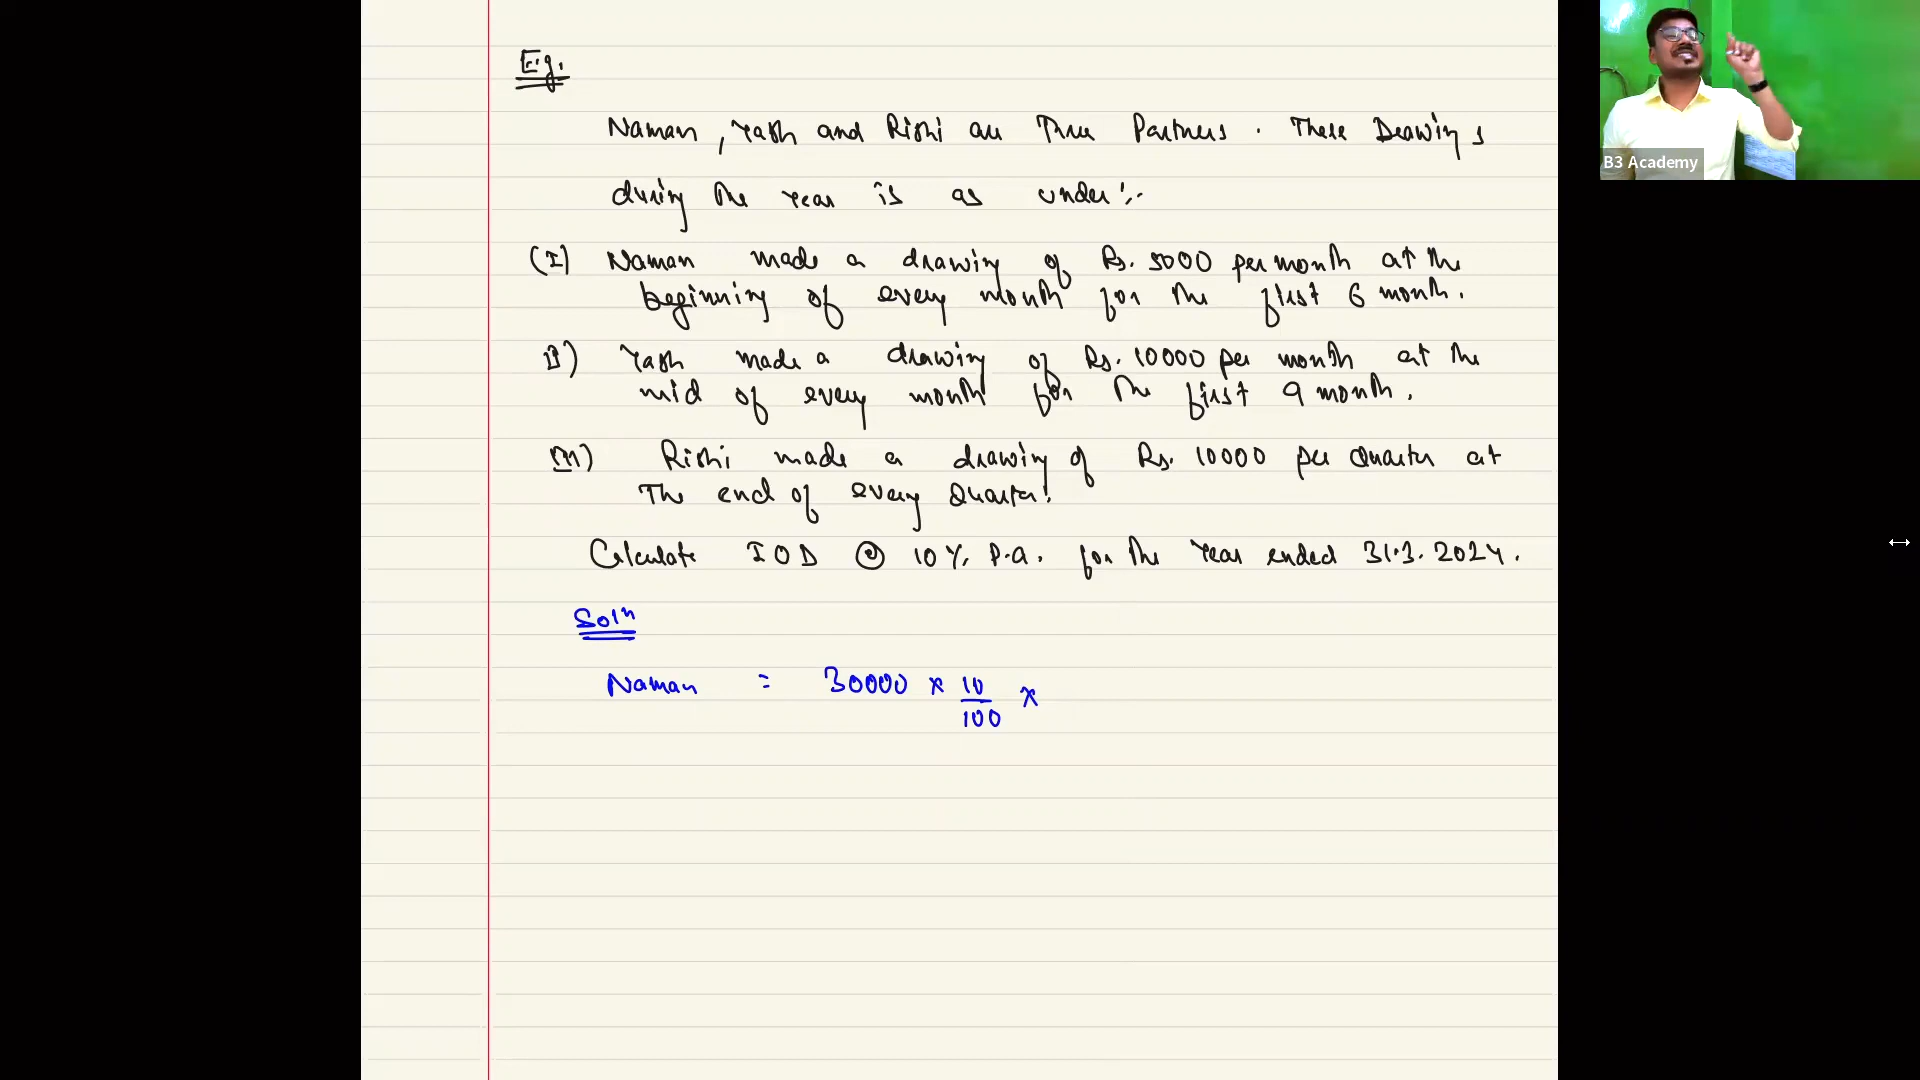 Eg.
Naman, Yash and Rishi are Three Partners. There Drawings
during the year is as under:-
(I) Naman made a drawing of Rs. 5000 per month at the
beginning of every month for the first 6 month.
II) Yash made a drawing of Rs. 10000 per month at the
mid of every month for the first 9 month.
III) Rishi made a drawing of Rs. 10000 per Quarter at
The end of every Quarter.
Calculate IOD @ 10% P.a. for the Year ended 31.3.2024.
Soln
Naman = 30000 x 10/100 x
B3 Academy